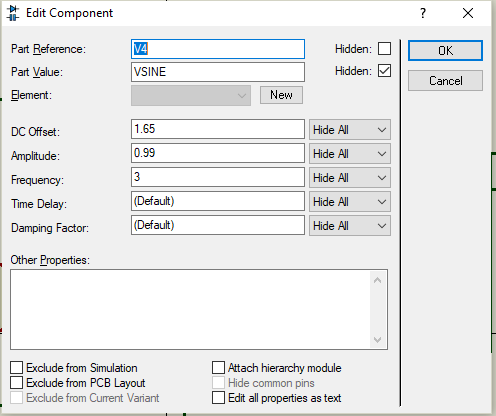 Edit Component
?
Part Reference: V4 Hidden:
Part Value: VSINE Hidden:
Element: New
DC Offset: 1.65 Hide All
Amplitude: 0.99 Hide All
Frequency: 3 Hide All
Time Delay: (Default) Hide All
Damping Factor: (Default) Hide All
Other Properties:
Exclude from Simulation Attach hierarchy module
Exclude from PCB Layout Hide common pins
Exclude from Current Variant Edit all properties as text
OK
Cancel